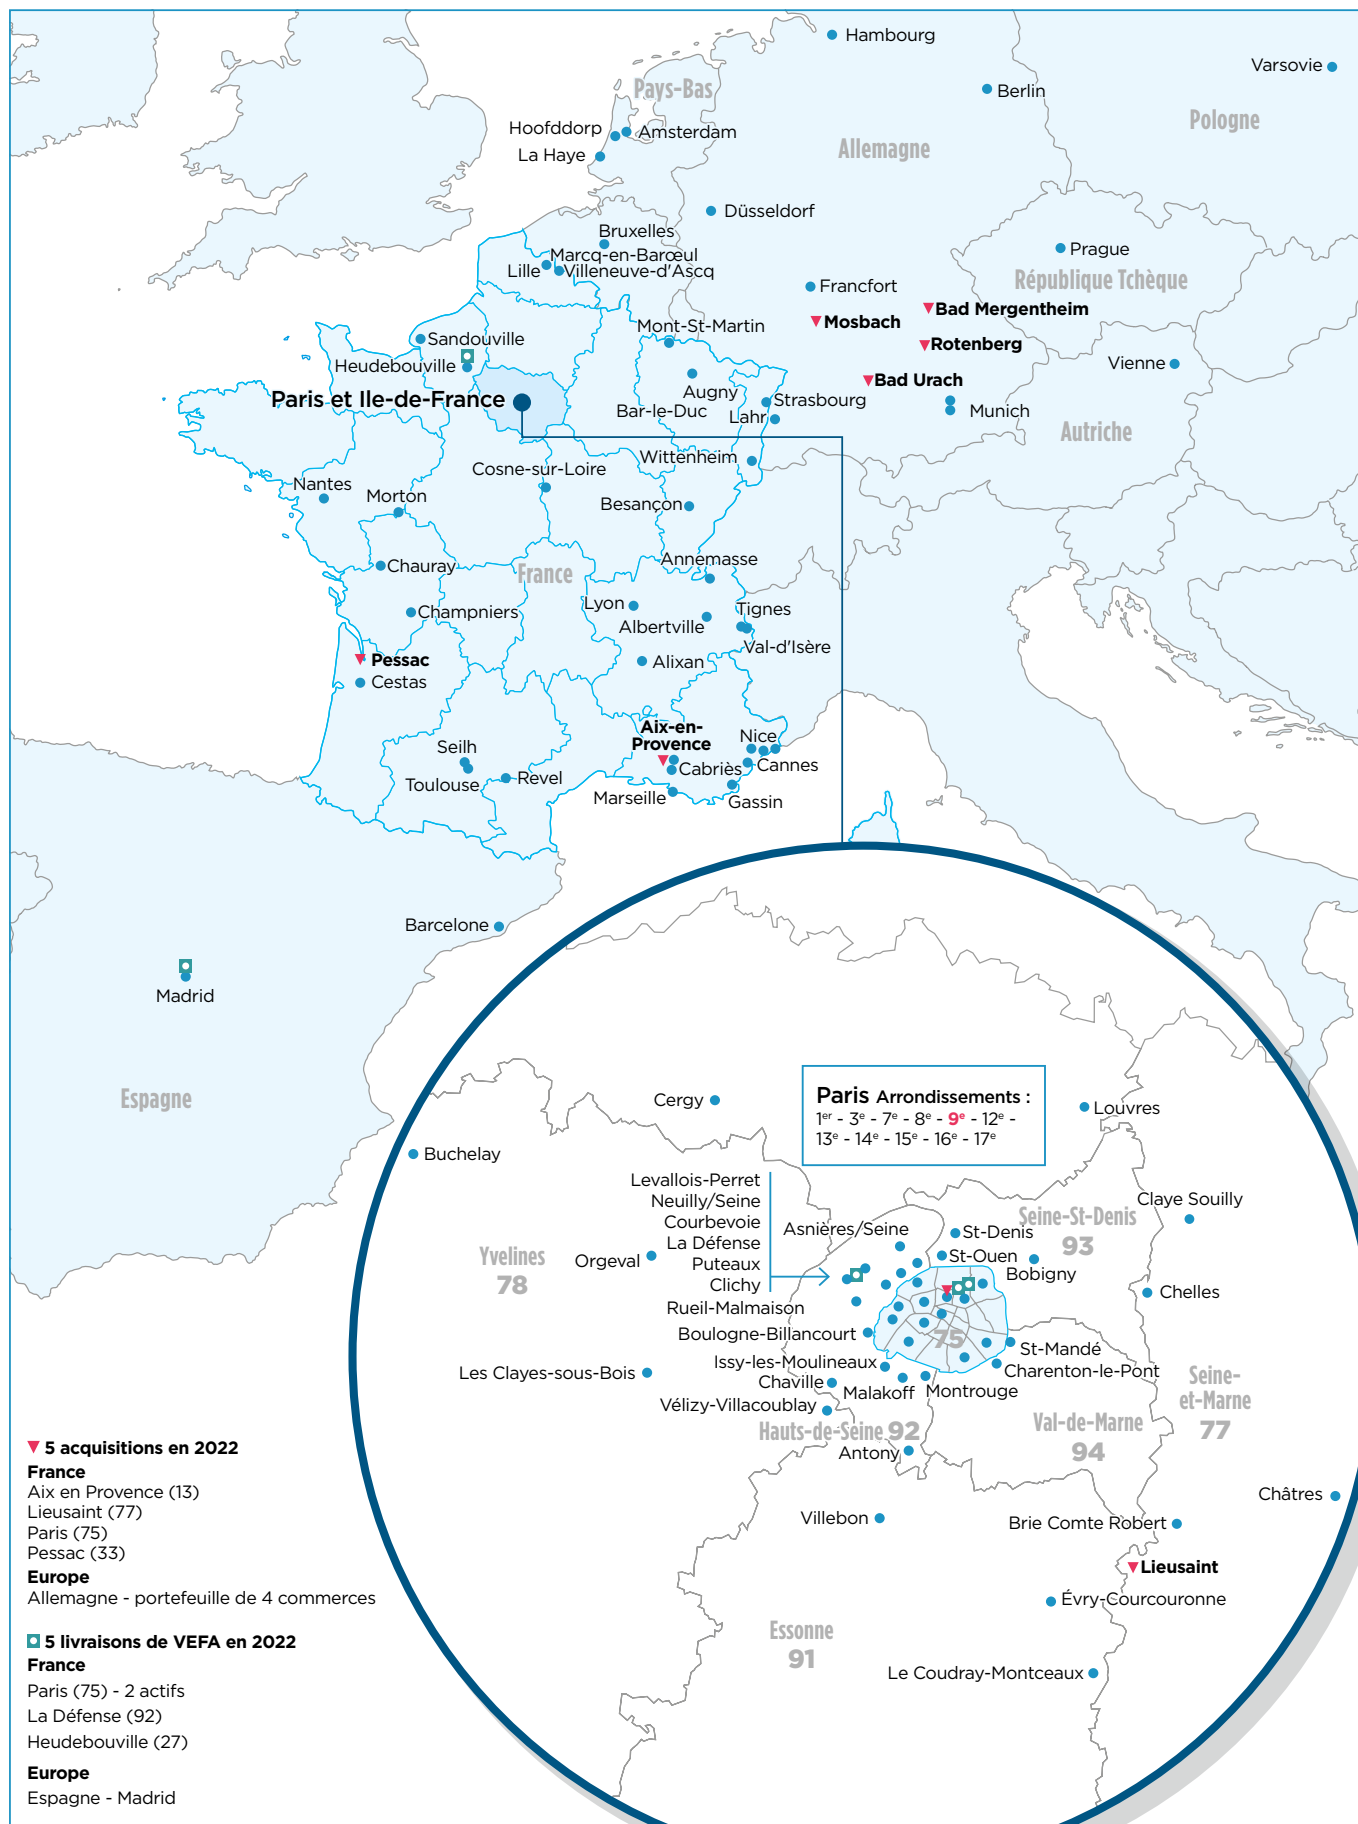 Hambourg
Varsovie
Pays-Bas
Berlin
Pologne
Hoofddorp
Amsterdam
Allemagne
La Haye
Düsseldorf
Bruxelles
Marcq-en-Barœul
Lille
Villeneuve-d'Ascq
Prague
République Tchèque
Francfort
Bad Mergentheim
Mosbach
Mont-St-Martin
Sandouville
Rotenberg
Heudebouville
Vienne
Bad Urach
Augny
Paris et Ile-de-France
Strasbourg
Bar-le-Duc
Lahr
Munich
Autriche
Wittenheim
Cosne-sur-Loire
Nantes
Morton
Besançon
Annemasse
Chauray
France
Lyon
Tignes
Champniers
Albertville
Val-d'Isère
Pessac
Alixan
Cestas
Aix-en-
Provence
Nice
Seilh
Cabriès
Cannes
Toulouse
Revel
Marseille
Gassin
Barcelone
Madrid
Espagne
Paris Arrondissements :
1er - 3e - 7e - 8e - 9e - 12e -
13e - 14e - 15e - 16e - 17e
Cergy
Louvres
Buchelay
Levallois-Perret
Neuilly/Seine
Courbevoie
La Défense
Puteaux
Clichy
Claye Souilly
Asnières/Seine
St-Denis
Seine-St-Denis
93
Yvelines
78
Orgeval
St-Ouen
Bobigny
Chelles
Rueil-Malmaison
Boulogne-Billancourt
75
St-Mandé
Issy-les-Moulineaux
Charenton-le-Pont
Les Clayes-sous-Bois
Chaville
Malakoff
Montrouge
Seine-
et-Marne
77
Vélizy-Villacoublay
Hauts-de-Seine 92
Val-de-Marne
94
Antony
Châtres
Villebon
Brie Comte Robert
Lieusaint
Évry-Courcouronne
Essonne
91
Le Coudray-Montceaux
5 acquisitions en 2022
France
Aix en Provence (13)
Lieusaint (77)
Paris (75)
Pessac (33)
Europe
Allemagne - portefeuille de 4 commerces
5 livraisons de VEFA en 2022
France
Paris (75) - 2 actifs
La Défense (92)
Heudebouville (27)
Europe
Espagne - Madrid